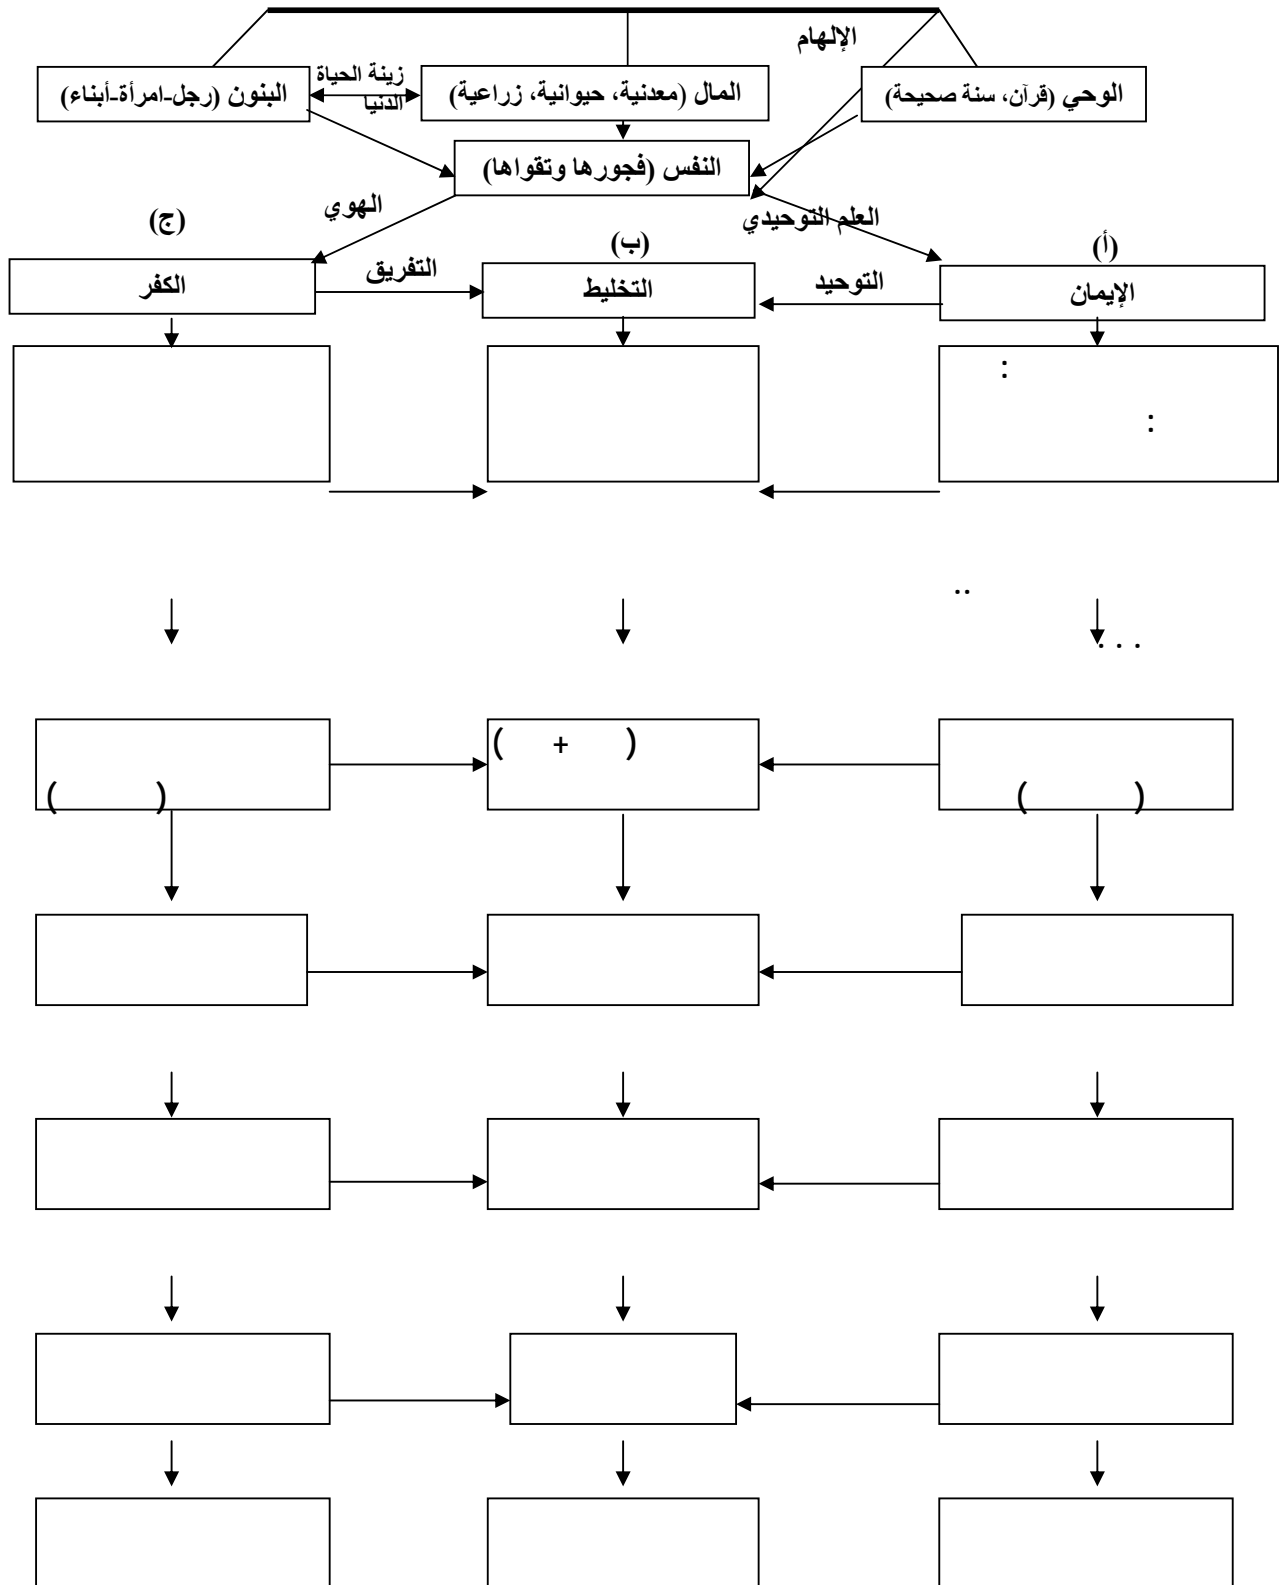 الإلهام
الوحي (قرآن، سنة صحيحة)
المال (معدنية، حيوانية، زراعية)
زينة الحياة
الدنيا
البنون (رجل-امرأة-أبناء)
النفس (فجورها وتقواها)
العلم التوحيدي
الهوي
(أ)
(ب)
(ج)
الإيمان
التوحيد
التخليط
التفريق
الكفر
:
:
..
. . .
( + )
( )
( )